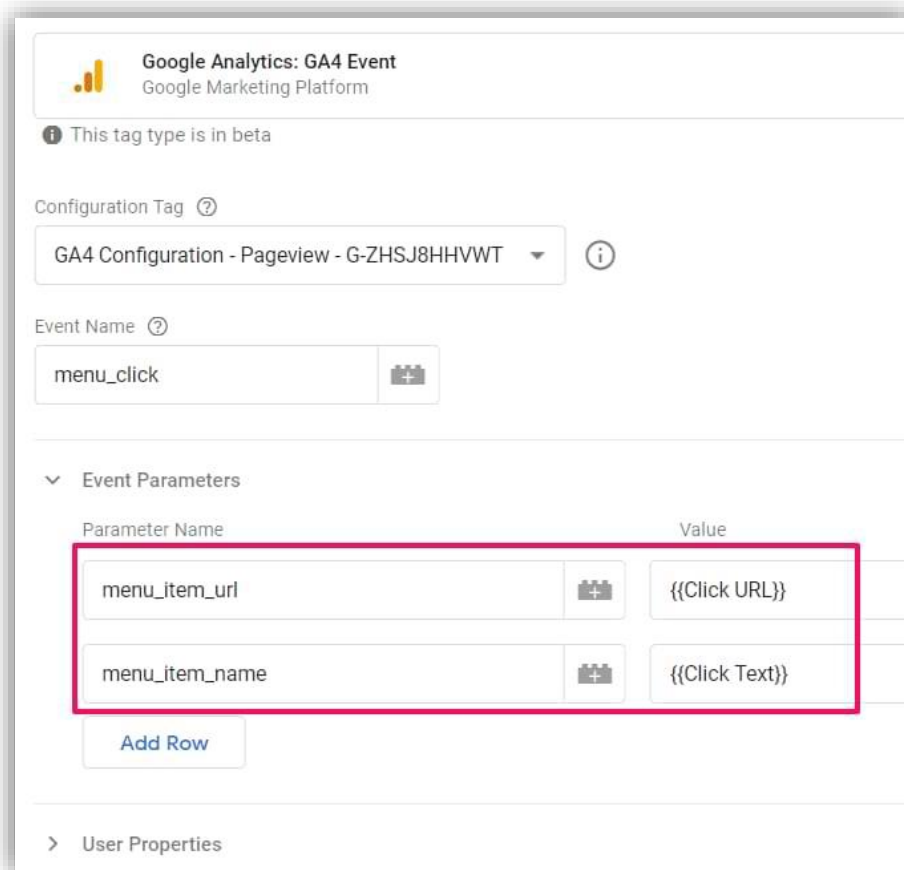 Google Analytics: GA4 Event
Google Marketing Platform
This tag type is in beta
Configuration Tag
GA4 Configuration - Pageview - G-ZHSJ8HHVWT
Event Name
menu_click
Event Parameters
Parameter Name Value
menu_item_url {{Click URL}}
menu_item_name {{Click Text}}
Add Row
User Properties